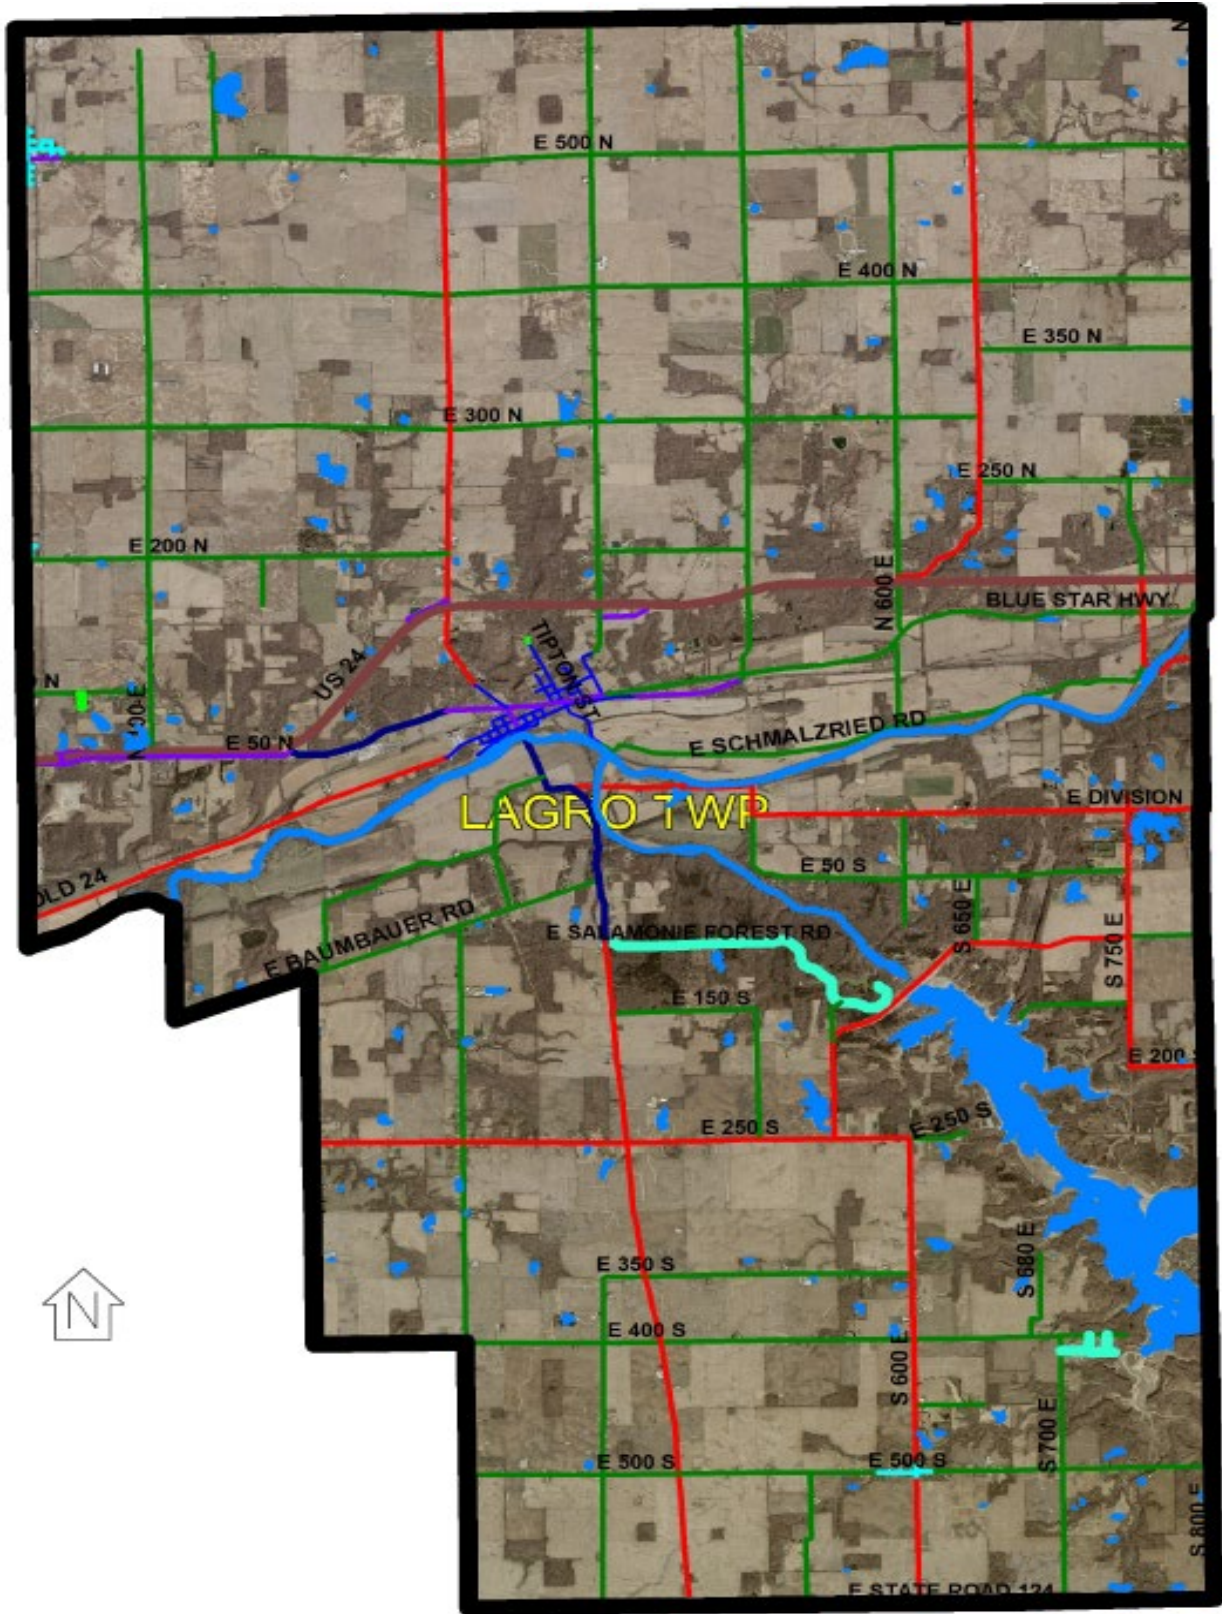 E 500 N
E 400 N
E 350 N
E 300 N
E 250 N
E 200 N
N 600 E
BLUE STAR HWY
TIPTON ST
US 24
N
E 50 N
E SCHMALZRIED RD
LAGRO TWP
E DIVISION
E 50 S
OLD 24
S 650 E
E BAUMBAUER RD
E SALAMONIE FOREST RD
S 750 E
E 150 S
E 200 S
E 250 S
E 250 S
S 680 E
E 350 S
N
E 400 S
S 600 E
S 700 E
E 500 S
E 500 S
S 800 E
E STATE ROAD 124